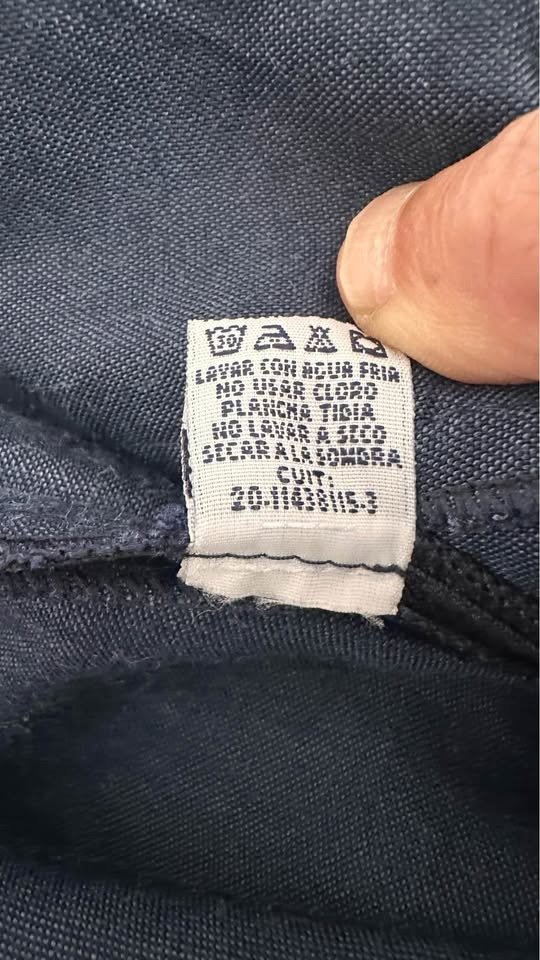 30
LAVAR CON AGUA FRIA
NO USAR CLORO
PLANCHA TIBIA
NO LAVAR A SECO
SECAR A LA SOMBRA
CUIT.
20-11438115-3